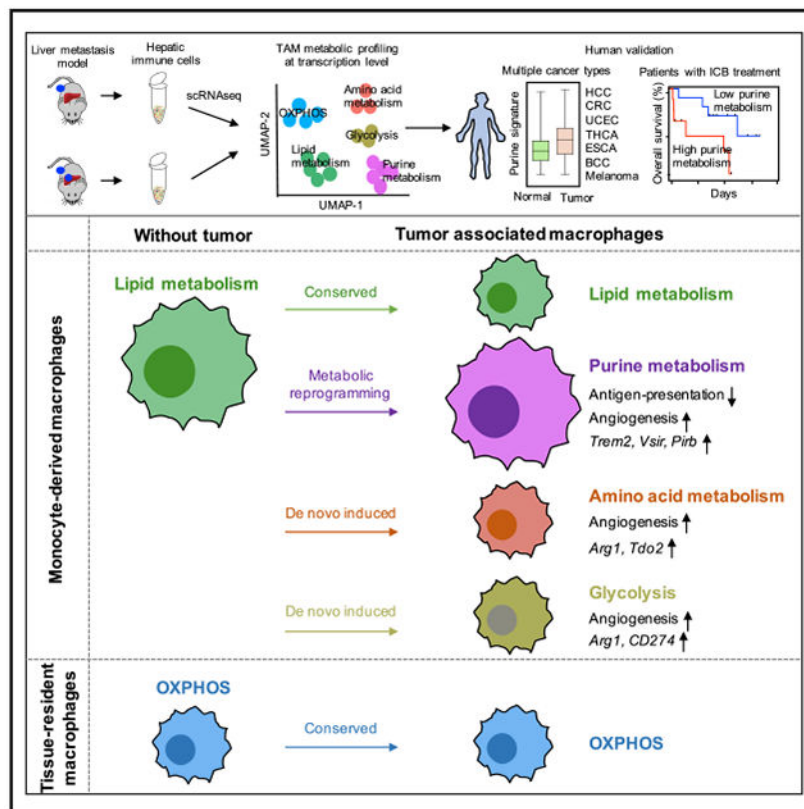 Liver metastasis
model
Hepatic
immune cells
scRNAseq
TAM metabolic profiling
at transcription level
UMAP-2
OXPHOS
Amino acid
metabolism
Glycolysis
Lipid
metabolism
Purine
metabolism
UMAP-1
Human validation
Multiple cancer types
Purine signature
HCC
CRC
UCEC
THCA
ESCA
BCC
Melanoma
Normal Tumor
Patients with ICB treatment
Overall survival (%)
Low purine
metabolism
High purine
metabolism
Days
Without tumor
Tumor associated macrophages
Monocyte-derived macrophages
Lipid metabolism
Conserved
Lipid metabolism
Metabolic
reprogramming
Purine metabolism
Antigen-presentation ↓
Angiogenesis ↑
Trem2, Vsir, Pirb ↑
De novo induced
Amino acid metabolism
Angiogenesis ↑
Arg1, Tdo2 ↑
De novo induced
Glycolysis
Angiogenesis ↑
Arg1, CD274 ↑
Tissue-resident
macrophages
OXPHOS
Conserved
OXPHOS